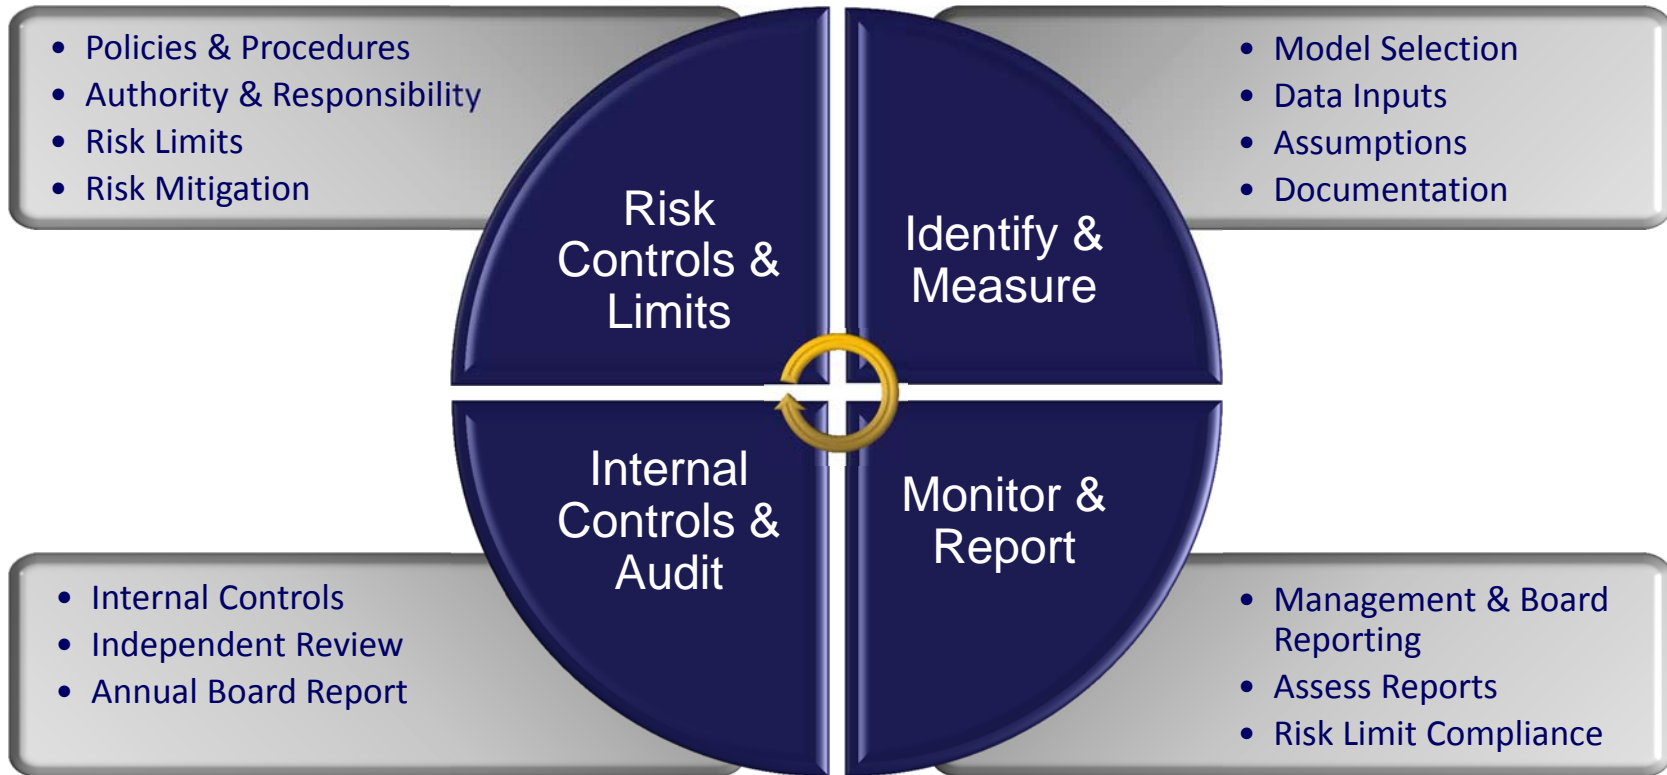 • Policies & Procedures
• Authority & Responsibility
• Risk Limits
• Risk Mitigation
Risk
Controls &
Limits
• Model Selection
• Data Inputs
• Assumptions
• Documentation
Identify &
Measure
Internal
Controls &
Audit
• Internal Controls
• Independent Review
• Annual Board Report
Monitor &
Report
• Management & Board
Reporting
• Assess Reports
• Risk Limit Compliance